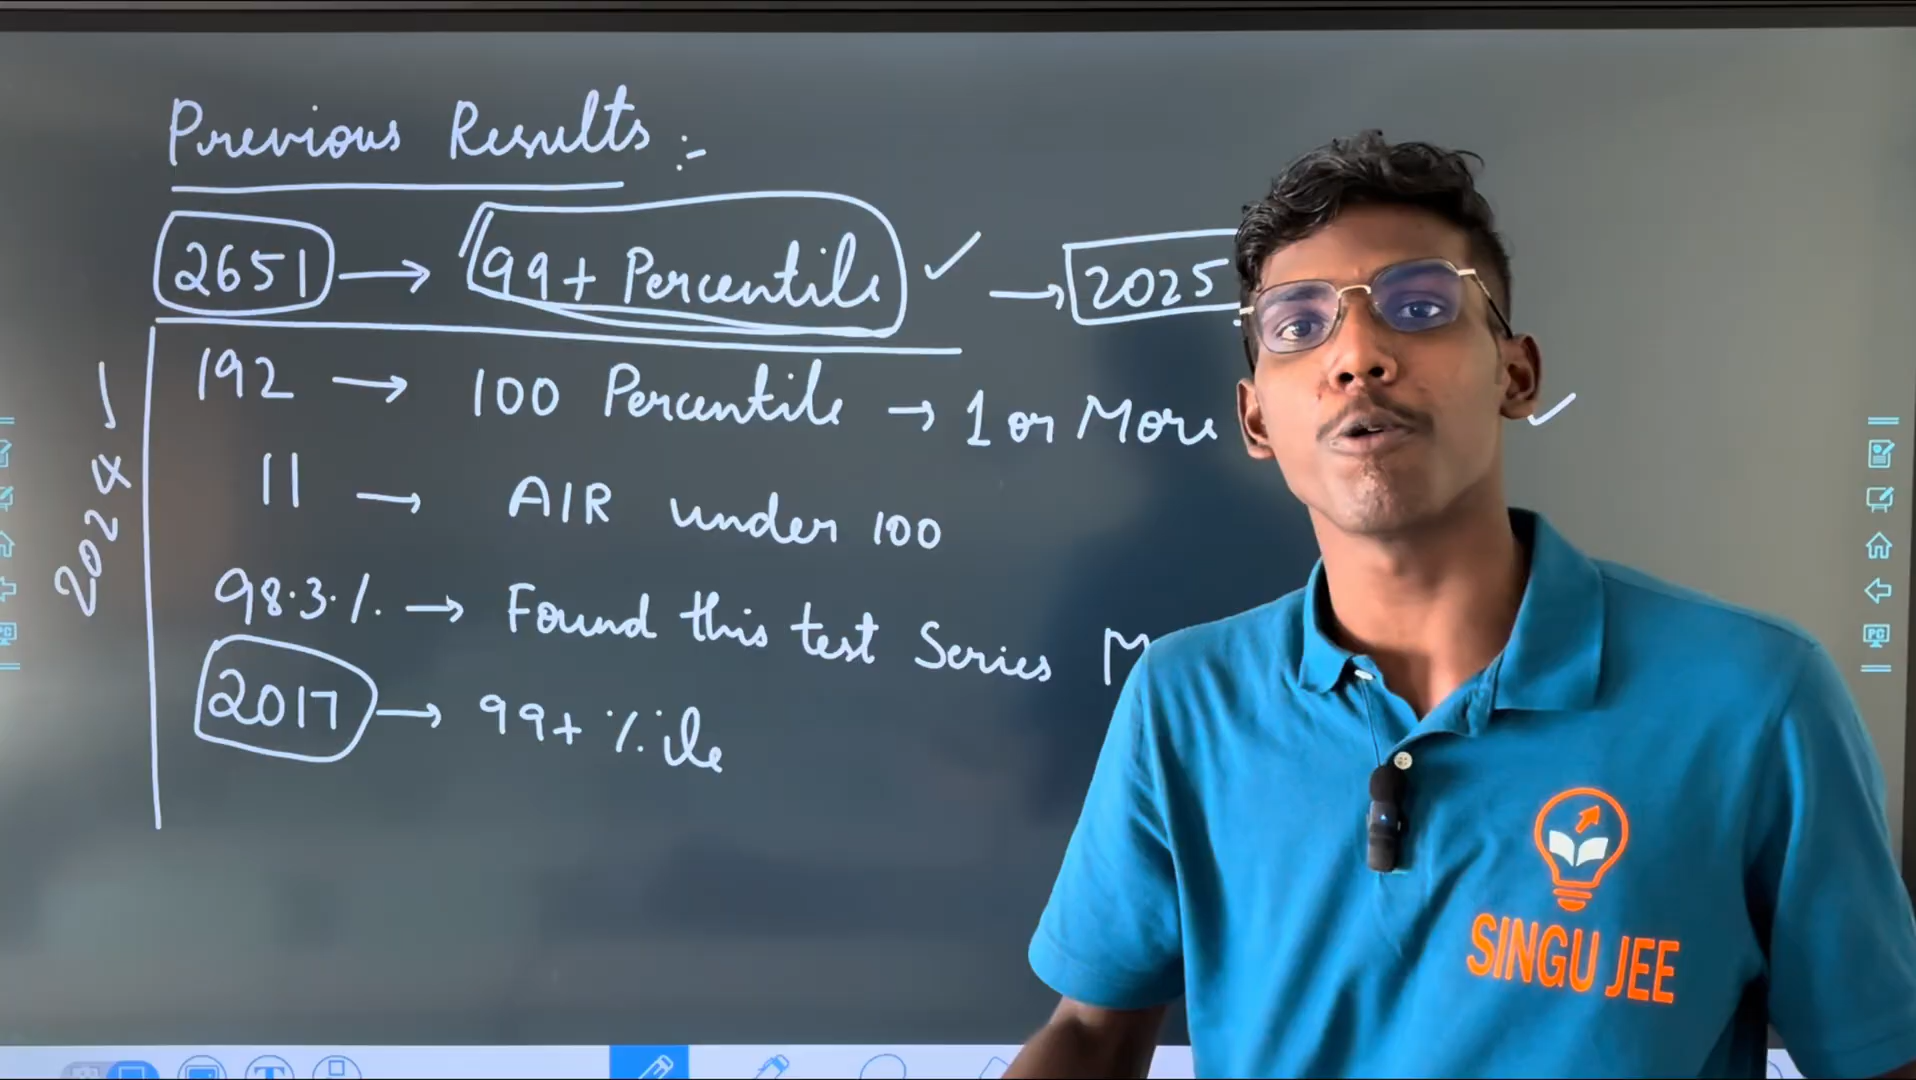 Previous Results :-
2651 → 99+ Percentile ✓ → 2025
192 → 100 Percentile → 1 or More ✓
11 → AIR under 100
98.3% → Found this test Series
2017 → 99+ %ile
2024 ✓
SINGU JEE
PC